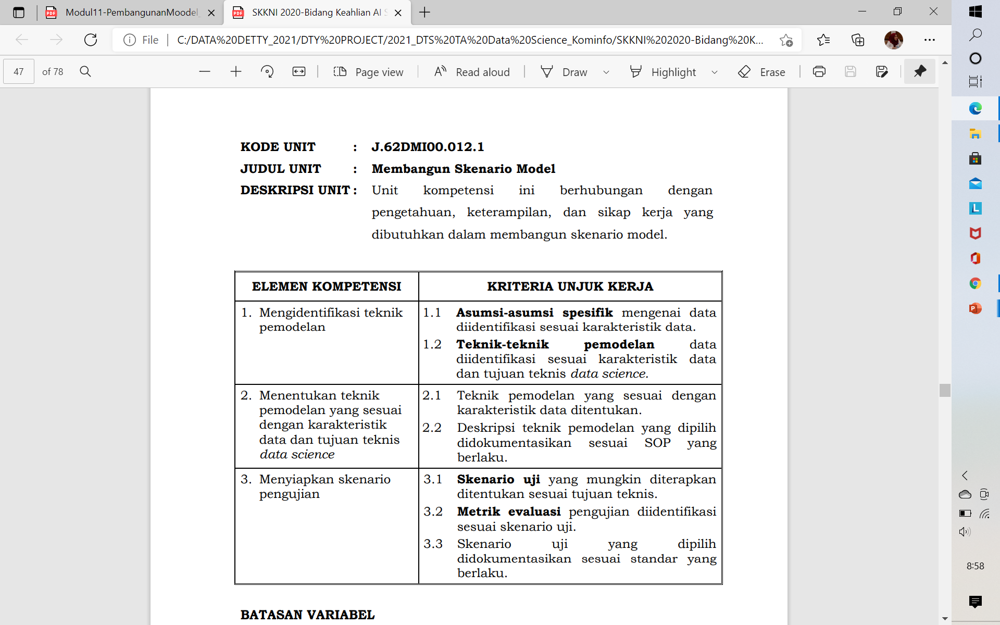 Modul11-PembangunanMoodel_
SKKNI 2020-Bidang Keahlian AI S
File
C:/DATA%20DETTY_2021/DTY%20PROJECT/2021_DTS%20TA%20Data%20Science_Kominfo/SKKNI%202020-Bidang%20K...
47 of 78
Page view
Read aloud
Draw
Highlight
Erase
KODE UNIT : J.62DMI00.012.1
JUDUL UNIT : Membangun Skenario Model
DESKRIPSI UNIT : Unit kompetensi ini berhubungan dengan
pengetahuan, keterampilan, dan sikap kerja yang
dibutuhkan dalam membangun skenario model.
ELEMEN KOMPETENSI
KRITERIA UNJUK KERJA
1. Mengidentifikasi teknik
pemodelan
1.1 Asumsi-asumsi spesifik mengenai data
diidentifikasi sesuai karakteristik data.
1.2 Teknik-teknik pemodelan data
diidentifikasi sesuai karakteristik data
dan tujuan teknis data science.
2. Menentukan teknik
pemodelan yang sesuai
dengan karakteristik
data dan tujuan teknis
data science
2.1 Teknik pemodelan yang sesuai dengan
karakteristik data ditentukan.
2.2 Deskripsi teknik pemodelan yang dipilih
didokumentasikan sesuai SOP yang
berlaku.
3. Menyiapkan skenario
pengujian
3.1 Skenario uji yang mungkin diterapkan
ditentukan sesuai tujuan teknis.
3.2 Metrik evaluasi pengujian diidentifikasi
sesuai skenario uji.
3.3 Skenario uji yang dipilih
didokumentasikan sesuai standar yang
berlaku.
BATASAN VARIABEL
8:58